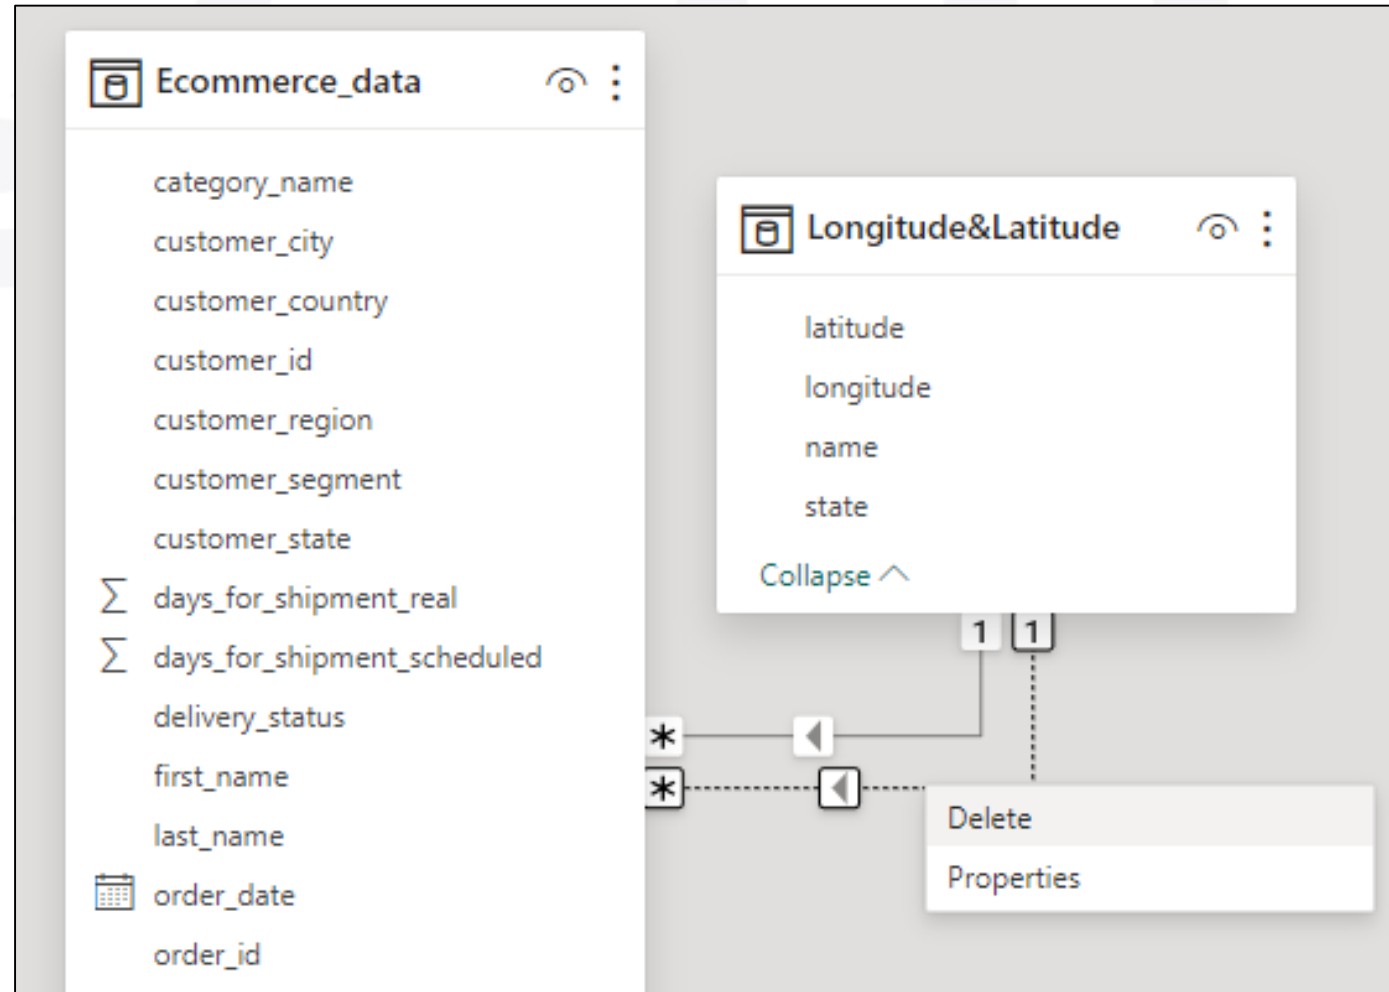 Ecommerce_data
category_name
customer_city
customer_country
customer_id
customer_region
customer_segment
customer_state
∑ days_for_shipment_real
∑ days_for_shipment_scheduled
delivery_status
first_name
last_name
order_date
order_id
Longitude&Latitude
latitude
longitude
name
state
Collapse
1 1
*
*
Delete
Properties